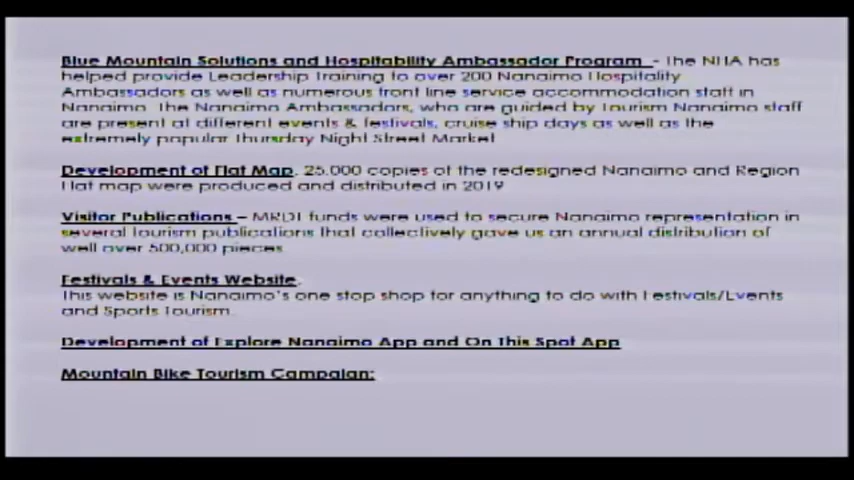 Blue Mountain Solutions and Hospitability Ambassador Program - The NHA has
helped provide Leadership Training to over 200 Nanaimo Hospitality
Ambassadors as well as numerous front line service accommodation staff in
Nanaimo. The Nanaimo Ambassadors, who are guided by Tourism Nanaimo staff
are present at different events & festivals, cruise ship days as well as the
extremely popular Thursday Night Street Market
Development of Flat Map. 25,000 copies of the redesigned Nanaimo and Region
Flat map were produced and distributed in 2019
Visitor Publications – MRDT funds were used to secure Nanaimo representation in
several tourism publications that collectively gave us an annual distribution of
well over 500,000 pieces
Festivals & Events Website.
This website is Nanaimo's one stop shop for anything to do with Festivals/Events
and Sports Tourism.
Development of Explore Nanaimo App and On This Spot App
Mountain Bike Tourism Campaign: